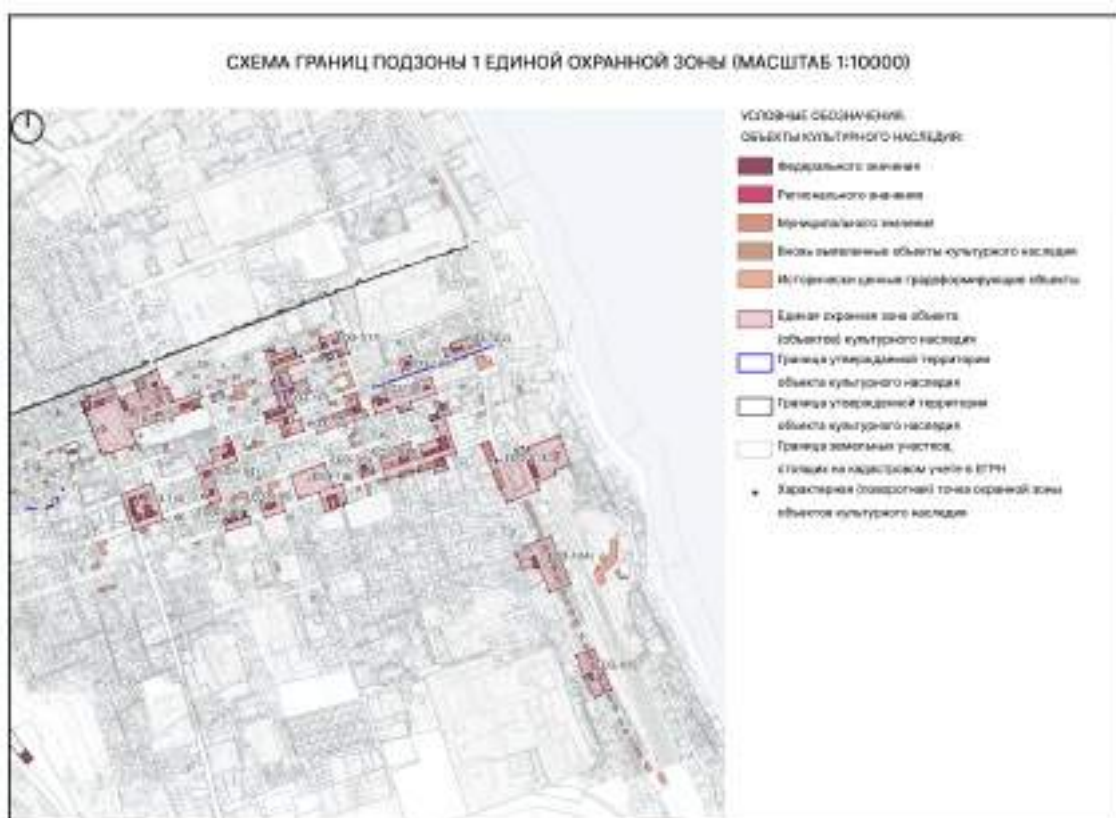 СХЕМА ГРАНИЦ ПОДЗОНЫ 1 ЕДИНОЙ ОХРАННОЙ ЗОНЫ (МАСШТАБ 1:10000)
УСЛОВНЫЕ ОБОЗНАЧЕНИЯ:
ОБЪЕКТЫ КУЛЬТУРНОГО НАСЛЕДИЯ:
Федерального значения
Регионального значения
Муниципального значения
Вновь выявленные объекты культурного наследия
Исторически ценные градоформирующие объекты
Единая охранная зона объекта
(объектов) культурного наследия
Граница утверждаемой территории
объекта культурного наследия
Граница утвержденной территории
объекта культурного наследия
Граница земельных участков,
стоящих на кадастровом учете в ЕГРН
Характерная (поворотная) точка охранной зоны
объектов культурного наследия